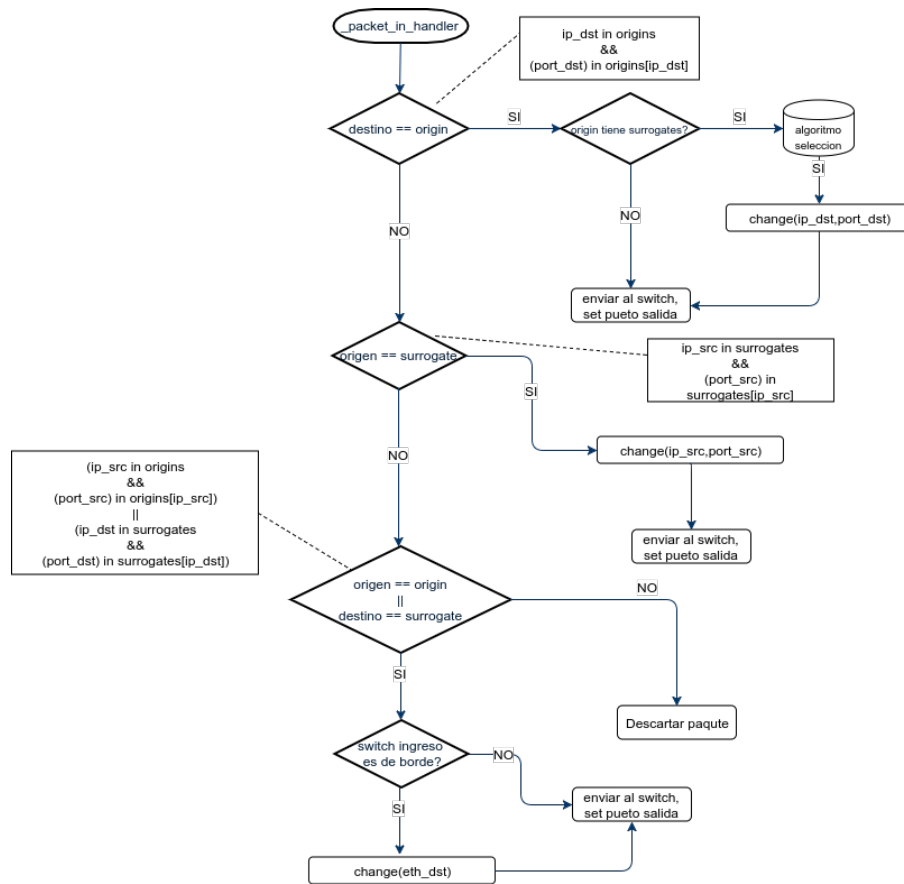 _packet_in_handler
ip_dst in origins
&&
(port_dst) in origins[ip_dst]
destino == origin
SI
origin tiene surrogates?
SI
algoritmo
seleccion
SI
NO
NO
change(ip_dst,port_dst)
enviar al switch,
set pueto salida
origen == surrogate
ip_src in surrogates
&&
(port_src) in
surrogates[ip_src]
SI
NO
change(ip_src,port_src)
(ip_src in origins
&&
(port_src) in origins[ip_src])
||
(ip_dst in surrogates
&&
(port_dst) in surrogates[ip_dst])
enviar al switch,
set pueto salida
origen == origin
||
destino == surrogate
NO
SI
Descartar paqute
switch ingreso
es de borde?
NO
enviar al switch,
set pueto salida
SI
change(eth_dst)